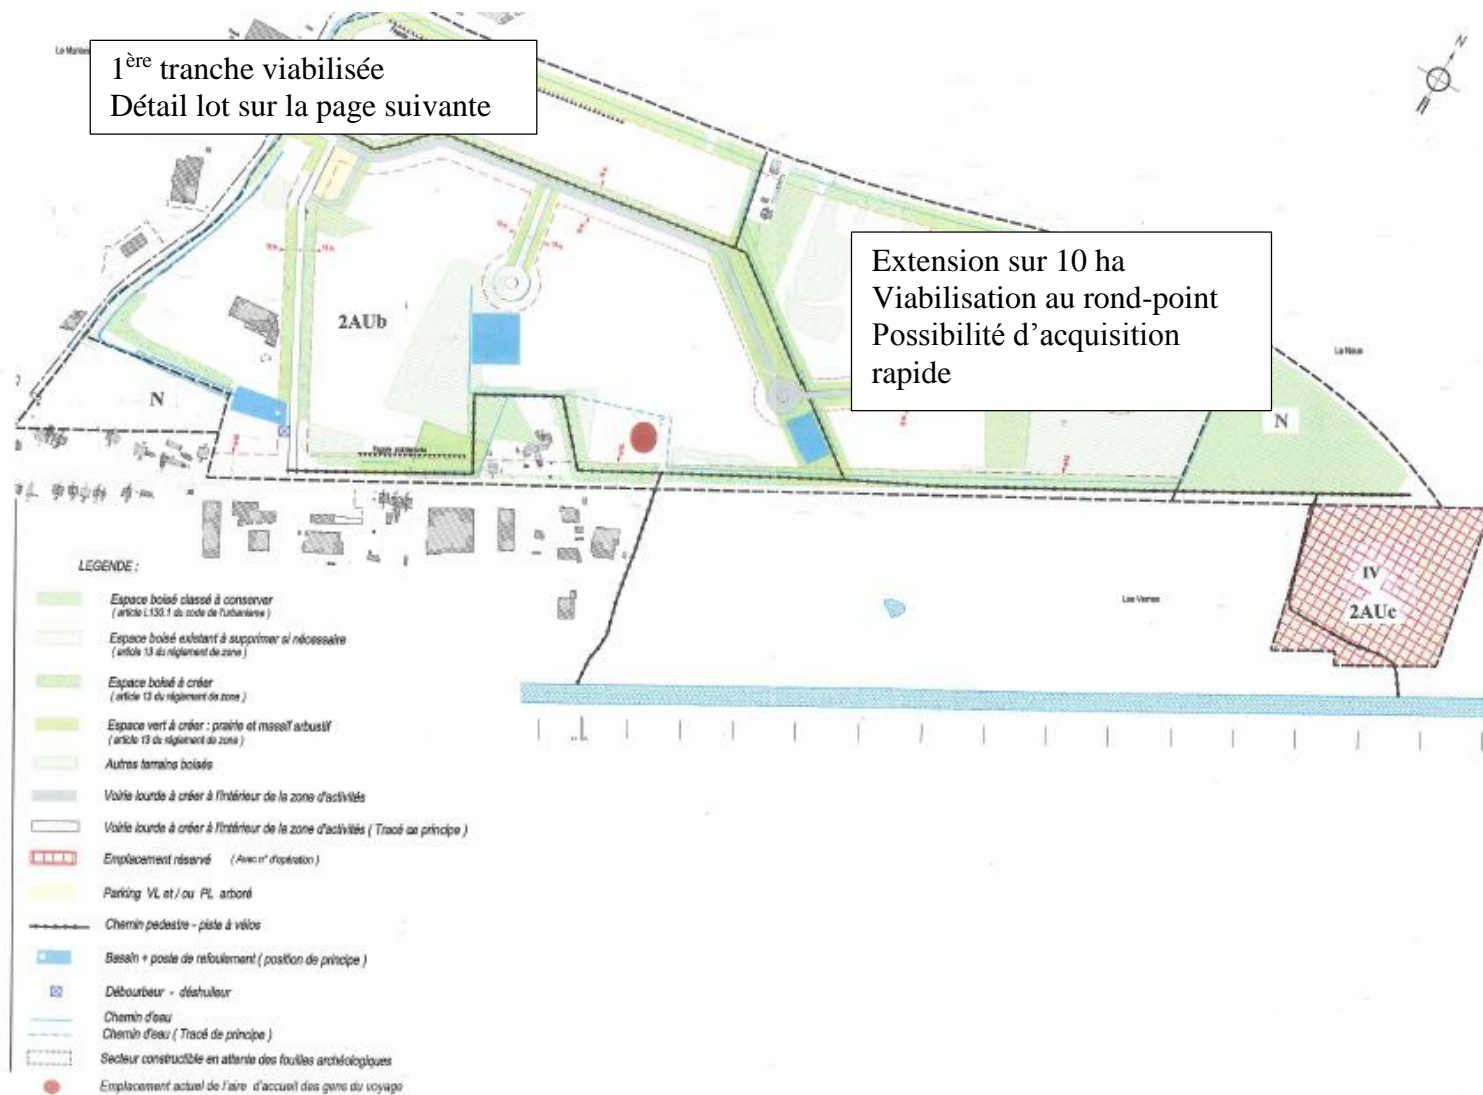 1ère tranche viabilisée
Détail lot sur la page suivante
N
Extension sur 10 ha
Viabilisation au rond-point
Possibilité d'acquisition
rapide
La Noue
2AUb
N
N
IV
2AUc
Les Vernes
LEGENDE :
Espace boisé classé à conserver
( article L130.1 du code de l'urbanisme )
Espace boisé existant à supprimer si nécessaire
( article 13 du règlement de zone )
Espace boisé à créer
( article 13 du règlement de zone )
Espace vert à créer : prairie et massif arbustif
( article 13 du règlement de zone )
Autres terrains boisés
Voirie lourde à créer à l'intérieur de la zone d'activités
Voirie lourde à créer à l'intérieur de la zone d'activités ( Tracé de principe )
Emplacement réservé ( Avec n° d'opération )
Parking VL et / ou PL arboré
Chemin pedestre - piste à vélos
Bassin + poste de refoulement ( position de principe )
Débourbeur - déshuileur
Chemin d'eau
Chemin d'eau ( Tracé de principe )
Secteur constructible en attente des fouilles archéologiques
Emplacement actuel de l'aire d'accueil des gens du voyage